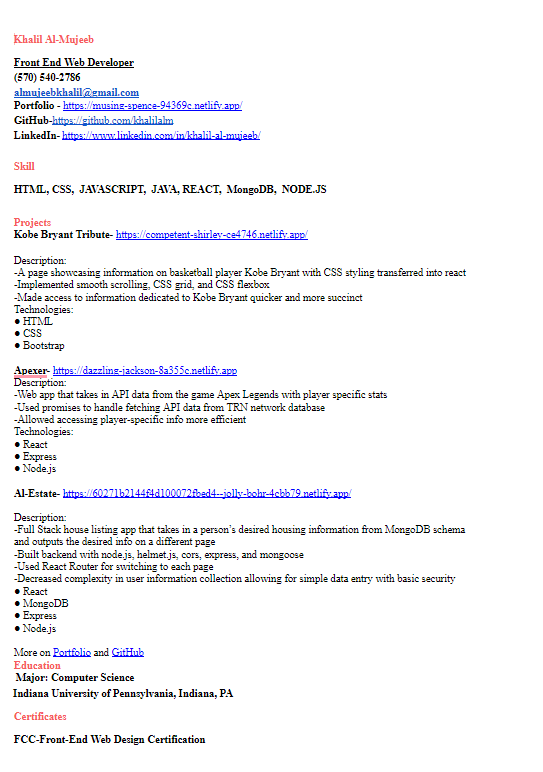 Khalil Al-Mujeeb
Front End Web Developer
(570) 540-2786
almujeebkhalil@gmail.com
Portfolio - https://musing-spence-94369c.netlify.app/
GitHub-https://github.com/khalilalm
LinkedIn- https://www.linkedin.com/in/khalil-al-mujeeb/
Skill
HTML, CSS, JAVASCRIPT, JAVA, REACT, MongoDB, NODE.JS
Projects
Kobe Bryant Tribute- https://competent-shirley-ce4746.netlify.app/
Description:
-A page showcasing information on basketball player Kobe Bryant with CSS styling transferred into react
-Implemented smooth scrolling, CSS grid, and CSS flexbox
-Made access to information dedicated to Kobe Bryant quicker and more succinct
Technologies:
● HTML
● CSS
● Bootstrap
Apexer- https://dazzling-jackson-8a355c.netlify.app
Description:
-Web app that takes in API data from the game Apex Legends with player specific stats
-Used promises to handle fetching API data from TRN network database
-Allowed accessing player-specific info more efficient
Technologies:
● React
● Express
● Node.js
Al-Estate- https://60271b2144f4d100072fbed4--jolly-bohr-4cbb79.netlify.app/
Description:
-Full Stack house listing app that takes in a person’s desired housing information from MongoDB schema
and outputs the desired info on a different page
-Built backend with node.js, helmet.js, cors, express, and mongoose
-Used React Router for switching to each page
-Decreased complexity in user information collection allowing for simple data entry with basic security
● React
● MongoDB
● Express
● Node.js
More on Portfolio and GitHub
Education
Major: Computer Science
Indiana University of Pennsylvania, Indiana, PA
Certificates
FCC-Front-End Web Design Certification